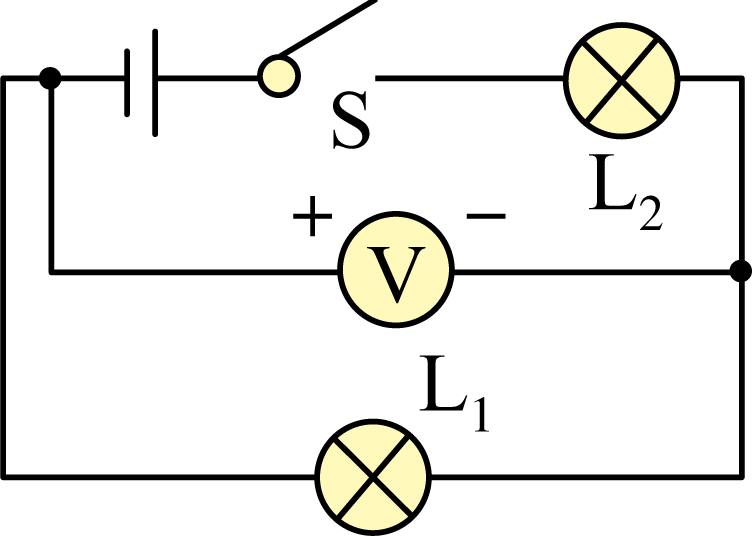 S
L₂
+ −
V
L₁